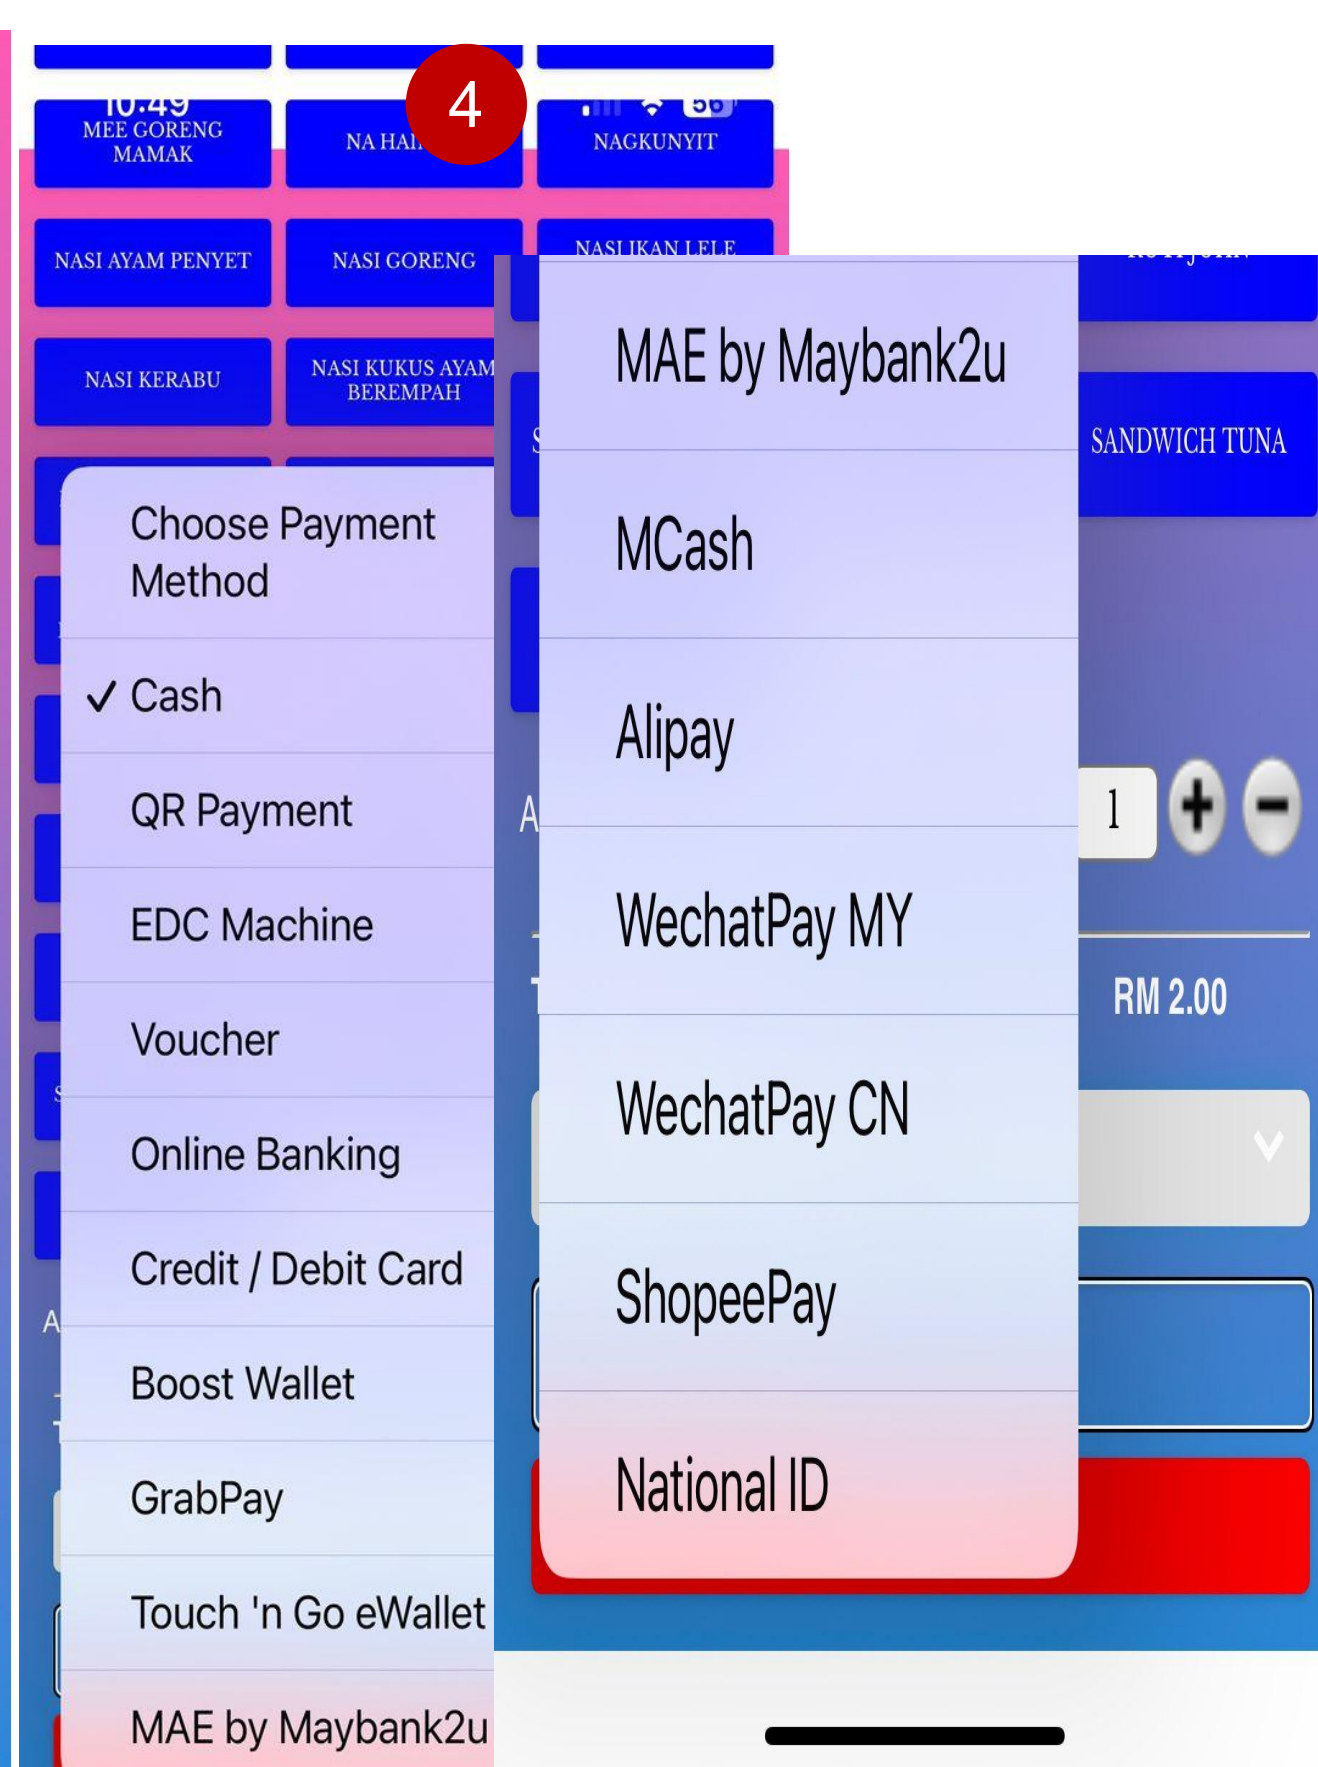 4
10:49
56
MEE GORENG
MAMAK
NAGKUNYIT
NASI AYAM PENYET
NASI GORENG
NASI IKAN LELE
NASI KERABU
NASI KUKUS AYAM
BEREMPAH
Choose Payment
Method
✓ Cash
QR Payment
EDC Machine
Voucher
Online Banking
Credit / Debit Card
Boost Wallet
GrabPay
Touch 'n Go eWallet
MAE by Maybank2u
MAE by Maybank2u
SANDWICH TUNA
MCash
Alipay
1
WechatPay MY
RM 2.00
WechatPay CN
ShopeePay
National ID